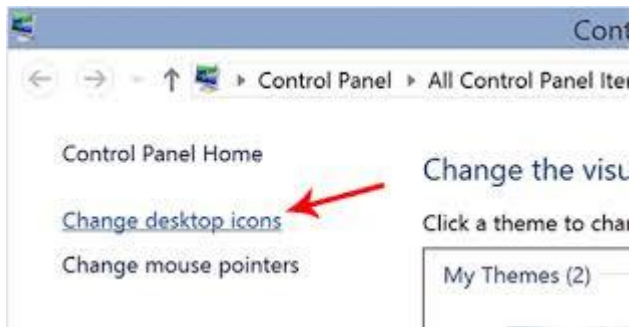 Cont
Control Panel All Control Panel Iter
Control Panel Home
Change the visu
Change desktop icons
Click a theme to char
Change mouse pointers
My Themes (2)